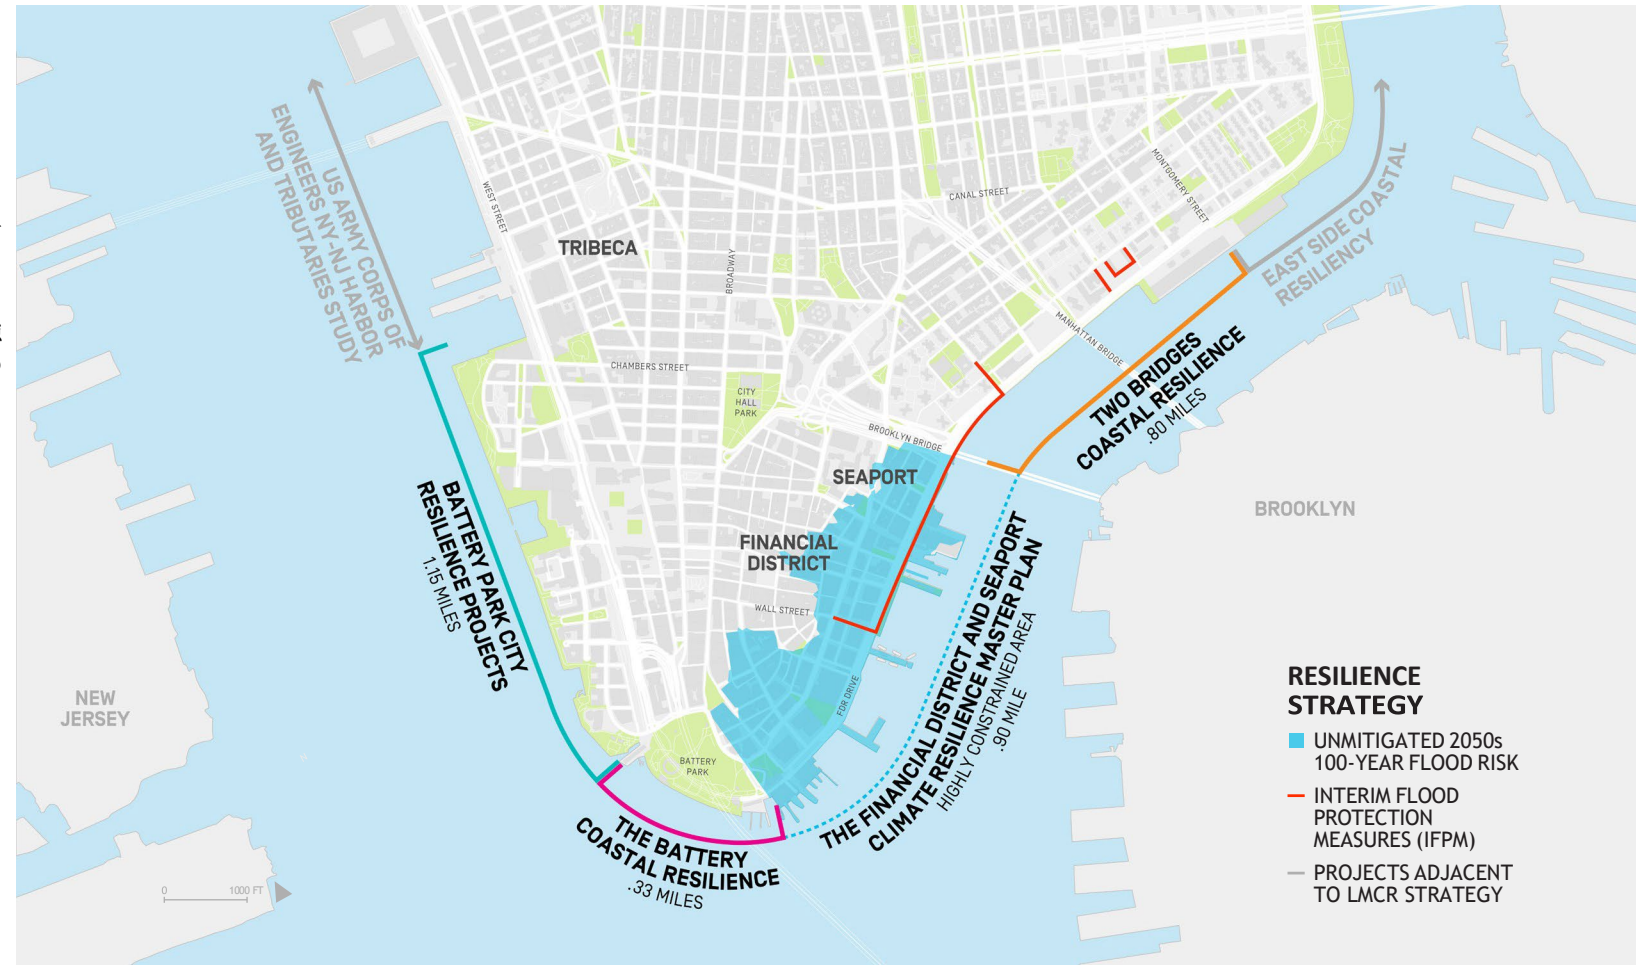 US ARMY CORPS OF
ENGINEERS NY-NJ HARBOR
AND TRIBUTARIES STUDY
WEST STREET
TRIBECA
BROADWAY
CANAL STREET
MONTGOMERY STREET
EAST SIDE COASTAL
RESILIENCY
MANHATTAN BRIDGE
CHAMBERS STREET
CITY
HALL
PARK
BROOKLYN BRIDGE
TWO BRIDGES
COASTAL RESILIENCE
.80 MILES
SEAPORT
BROOKLYN
FINANCIAL
DISTRICT
BATTERY PARK CITY
RESILIENCE PROJECTS
1.15 MILES
WALL STREET
FDR DRIVE
THE FINANCIAL DISTRICT AND SEAPORT
CLIMATE RESILIENCE MASTER PLAN
HIGHLY CONSTRAINED AREA
.90 MILE
NEW
JERSEY
BATTERY
PARK
THE BATTERY
COASTAL RESILIENCE
.33 MILES
0 1000 FT
RESILIENCE
STRATEGY
UNMITIGATED 2050s
100-YEAR FLOOD RISK
INTERIM FLOOD
PROTECTION
MEASURES (IFPM)
PROJECTS ADJACENT
TO LMCR STRATEGY